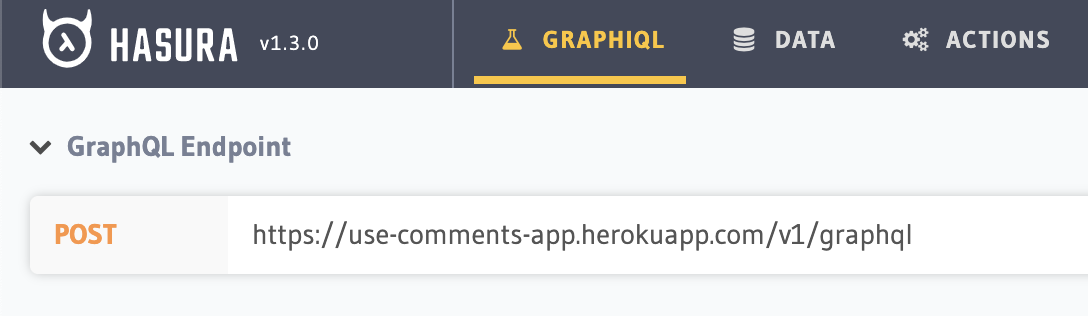 HASURA v1.3.0 GRAPHIQL DATA ACTIONS
GraphQL Endpoint
POST https://use-comments-app.herokuapp.com/v1/graphql